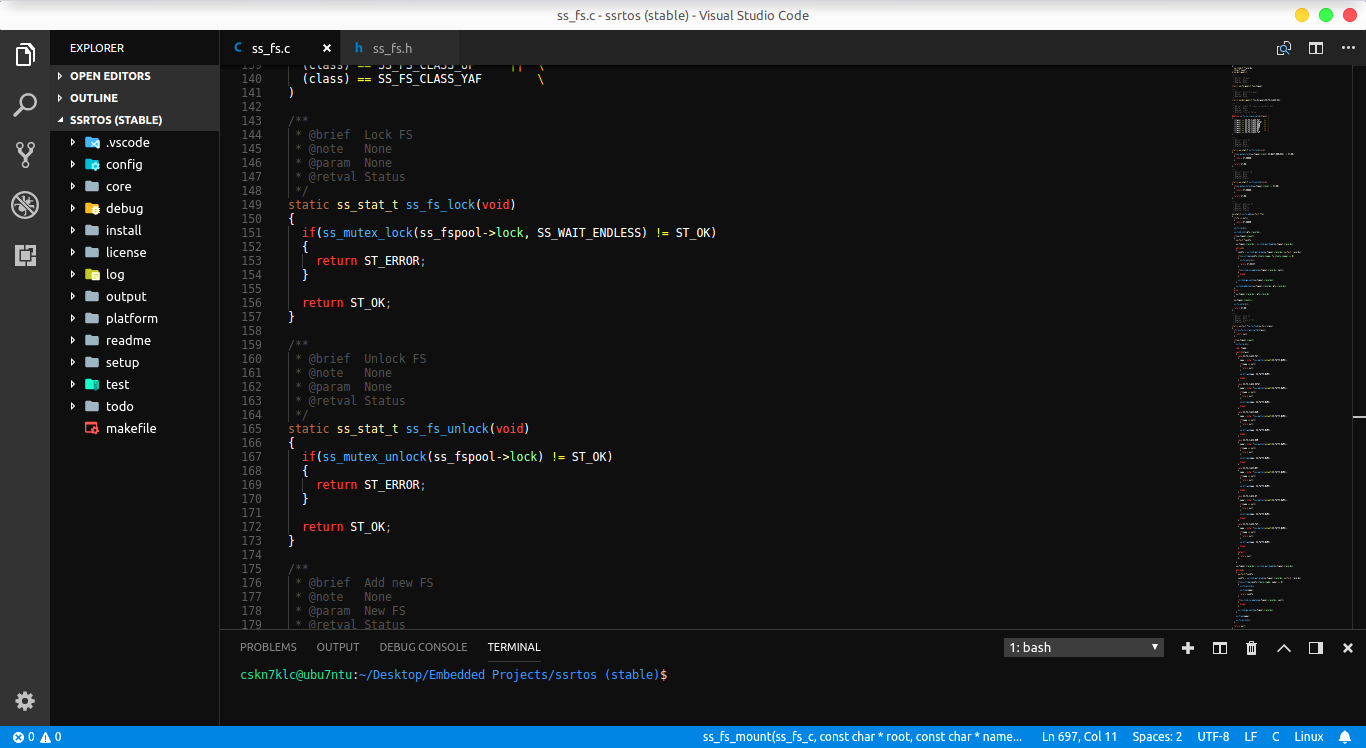 ss_fs.c - ssrtos (stable) - Visual Studio Code
EXPLORER
OPEN EDITORS
OUTLINE
SSRTOS (STABLE)
.vscode
config
core
debug
install
license
log
output
platform
readme
setup
test
todo
makefile
C ss_fs.c ×
h ss_fs.h
139 (class) == SS_FS_CLASS_UF || \
140 (class) == SS_FS_CLASS_YAF \
141 )
142
143 /**
144 * @brief Lock FS
145 * @note None
146 * @param None
147 * @retval Status
148 */
149 static ss_stat_t ss_fs_lock(void)
150 {
151 if(ss_mutex_lock(ss_fspool->lock, SS_WAIT_ENDLESS) != ST_OK)
152 {
153 return ST_ERROR;
154 }
155
156 return ST_OK;
157 }
158
159 /**
160 * @brief Unlock FS
161 * @note None
162 * @param None
163 * @retval Status
164 */
165 static ss_stat_t ss_fs_unlock(void)
166 {
167 if(ss_mutex_unlock(ss_fspool->lock) != ST_OK)
168 {
169 return ST_ERROR;
170 }
171
172 return ST_OK;
173 }
174
175 /**
176 * @brief Add new FS
177 * @note None
178 * @param New FS
179 * @retval Status
PROBLEMS OUTPUT DEBUG CONSOLE TERMINAL
1: bash
cskn7klc@ubu7ntu:~/Desktop/Embedded Projects/ssrtos (stable)$
0 0
ss_fs_mount(ss_fs_c, const char * root, const char * name... Ln 697, Col 11 Spaces: 2 UTF-8 LF C Linux